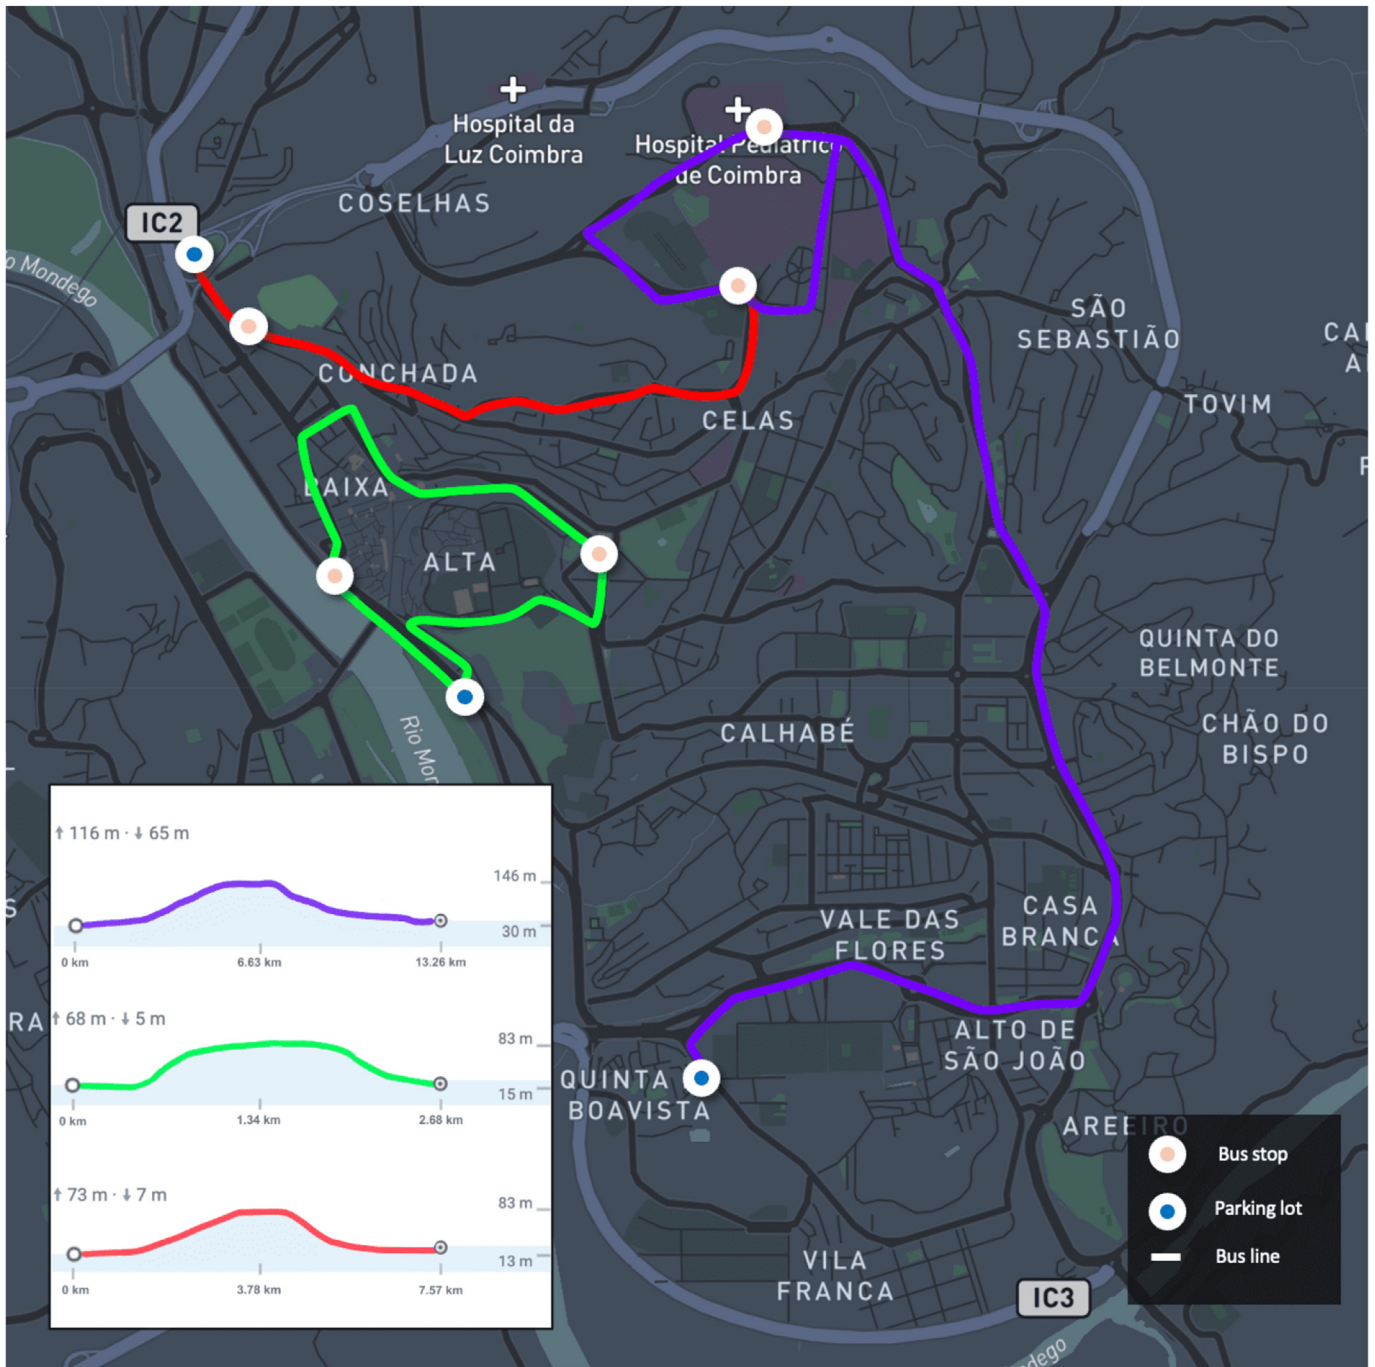 Hospital da
Luz Coimbra
Hospital Pediátrico
de Coimbra
COSELHAS
IC2
o Mondego
SÃO
SEBASTIÃO
CONCHADA
CELAS
TOVIM
BAIXA
ALTA
QUINTA DO
BELMONTE
CHÃO DO
BISPO
CALHABÉ
Rio Mon
↑ 116 m · ↓ 65 m
146 m
30 m
0 km
6.63 km
13.26 km
↑ 68 m · ↓ 5 m
83 m
15 m
0 km
1.34 km
2.68 km
↑ 73 m · ↓ 7 m
83 m
13 m
0 km
3.78 km
7.57 km
S
RA
VALE DAS
FLORES
CASA
BRANCA
ALTO DE
SÃO JOÃO
QUINTA
BOAVISTA
AREEIRO
VILA
FRANCA
IC3
ndego
Bus stop
Parking lot
Bus line